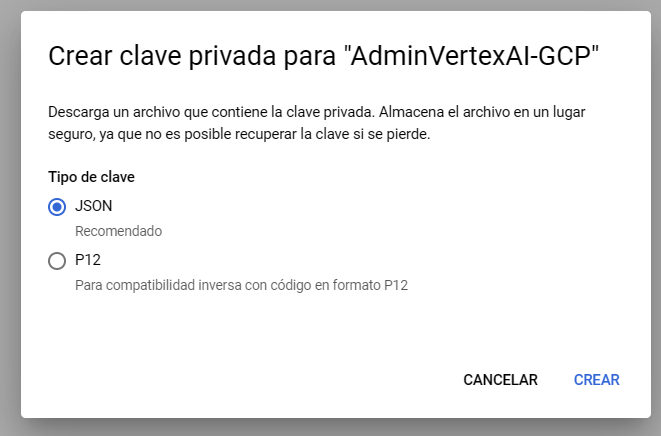 Crear clave privada para "AdminVertexAI-GCP"
Descarga un archivo que contiene la clave privada. Almacena el archivo en un lugar
seguro, ya que no es posible recuperar la clave si se pierde.
Tipo de clave
JSON
Recomendado
P12
Para compatibilidad inversa con código en formato P12
CANCELAR CREAR